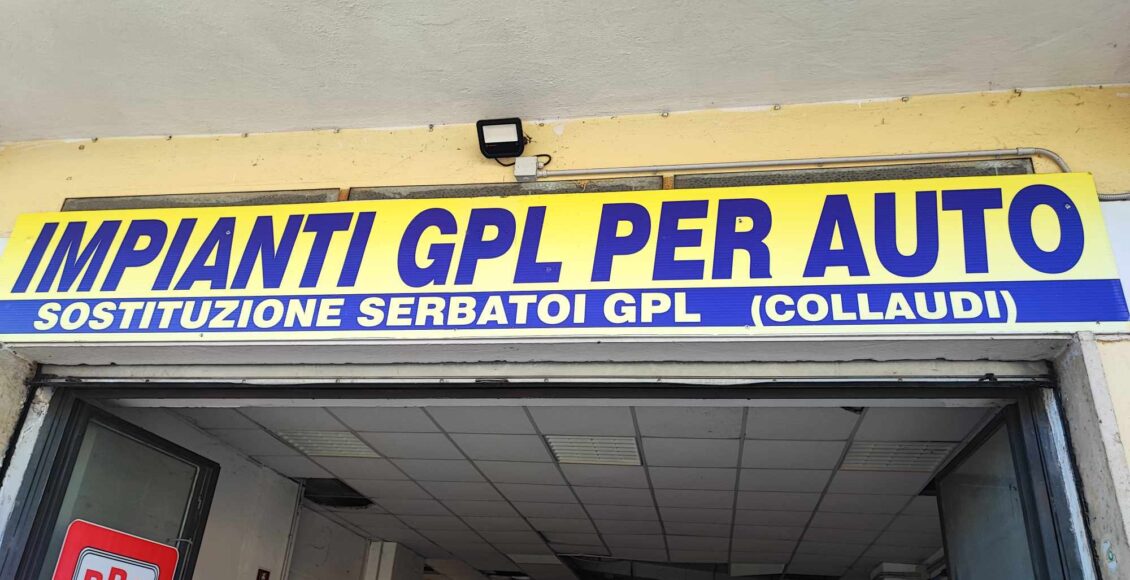 IMPIANTI GPL PER AUTO
SOSTITUZIONE SERBATOI GPL (COLLAUDI)